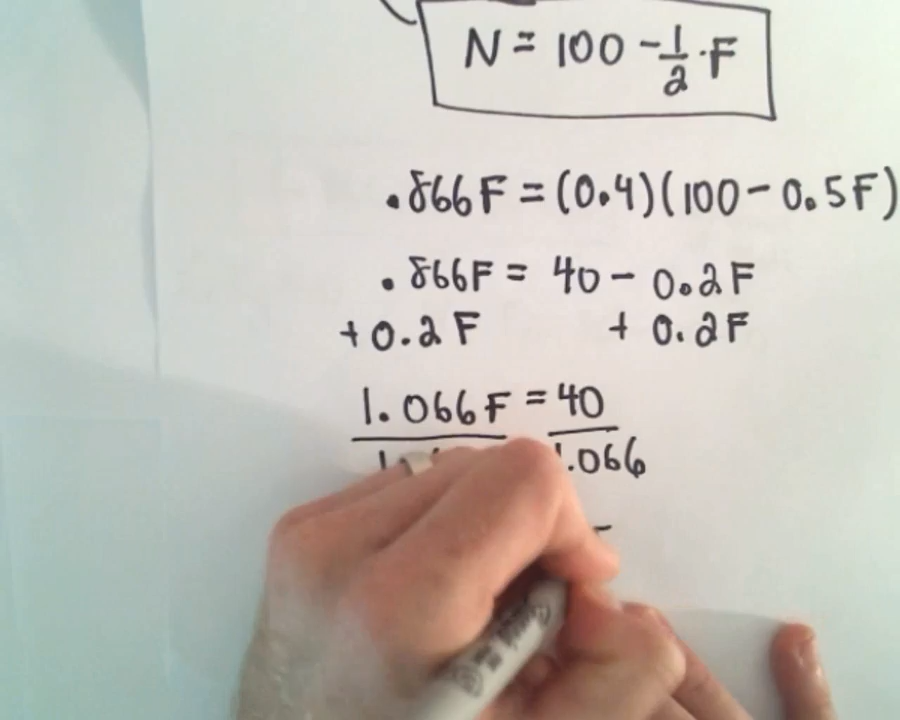 N = 100 - 1/2 · F
.866F = (0.4)(100 - 0.5F)
.866F = 40 - 0.2F
+0.2F + 0.2F
1.066F = 40
1.066